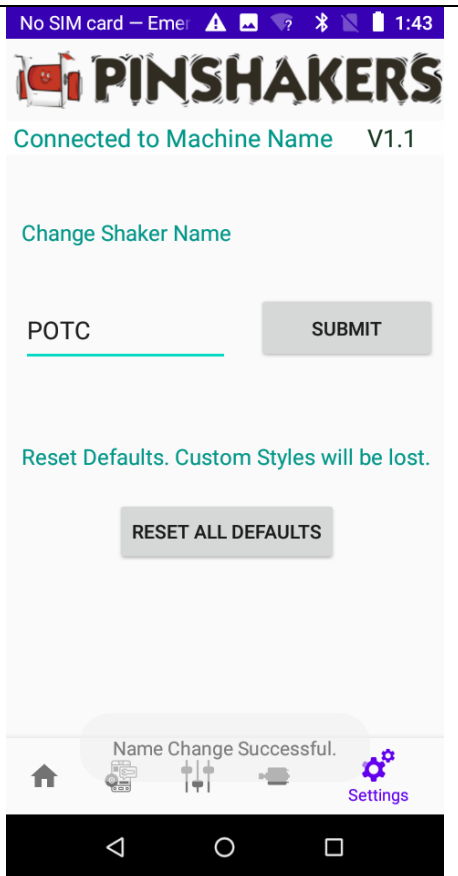 No SIM card — Emer ? 1:43
PINSHAKERS
Connected to Machine Name V1.1
Change Shaker Name
POTC SUBMIT
Reset Defaults. Custom Styles will be lost.
RESET ALL DEFAULTS
Name Change Successful.
Settings